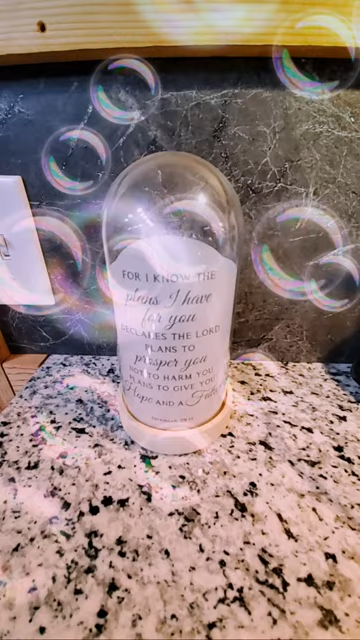 FOR I KNOW THE
plans I have
for you
DECLARES THE LORD
PLANS TO
prosper you
NOT TO HARM YOU
PLANS TO GIVE YOU
Hope AND A Future